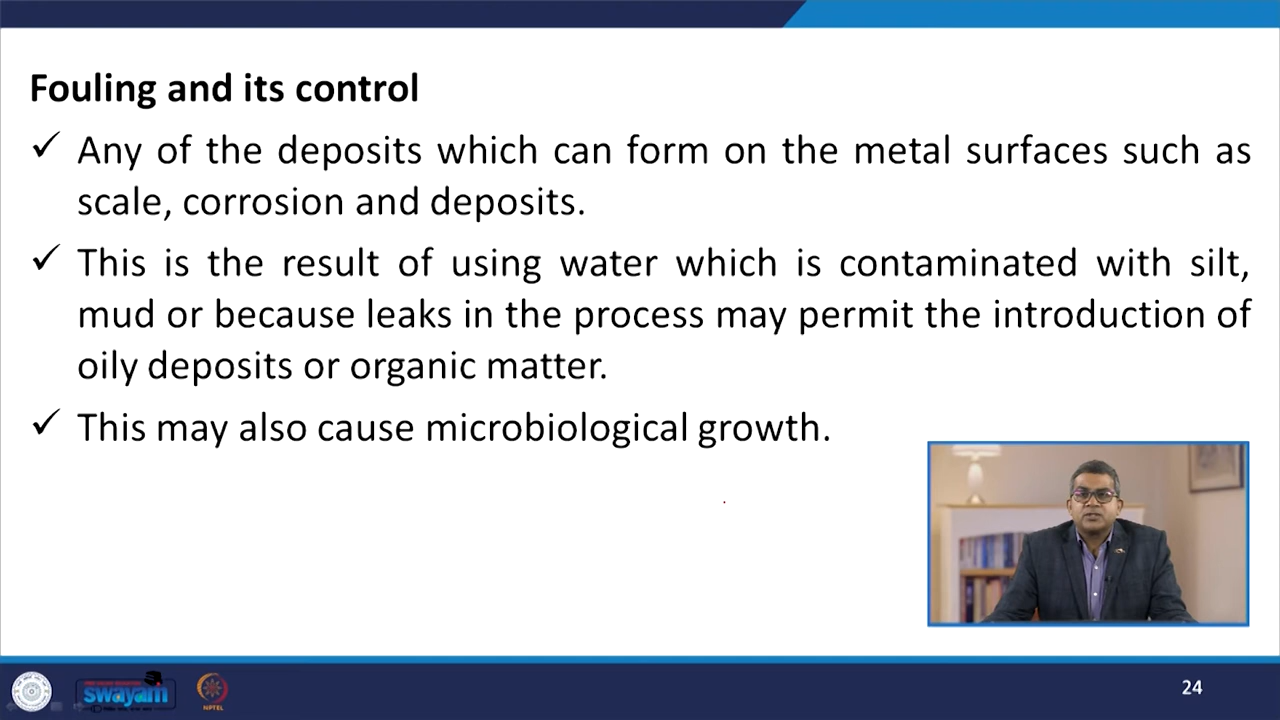 Fouling and its control
✓ Any of the deposits which can form on the metal surfaces such as
scale, corrosion and deposits.
✓ This is the result of using water which is contaminated with silt,
mud or because leaks in the process may permit the introduction of
oily deposits or organic matter.
✓ This may also cause microbiological growth.
swayam
NPTEL
24